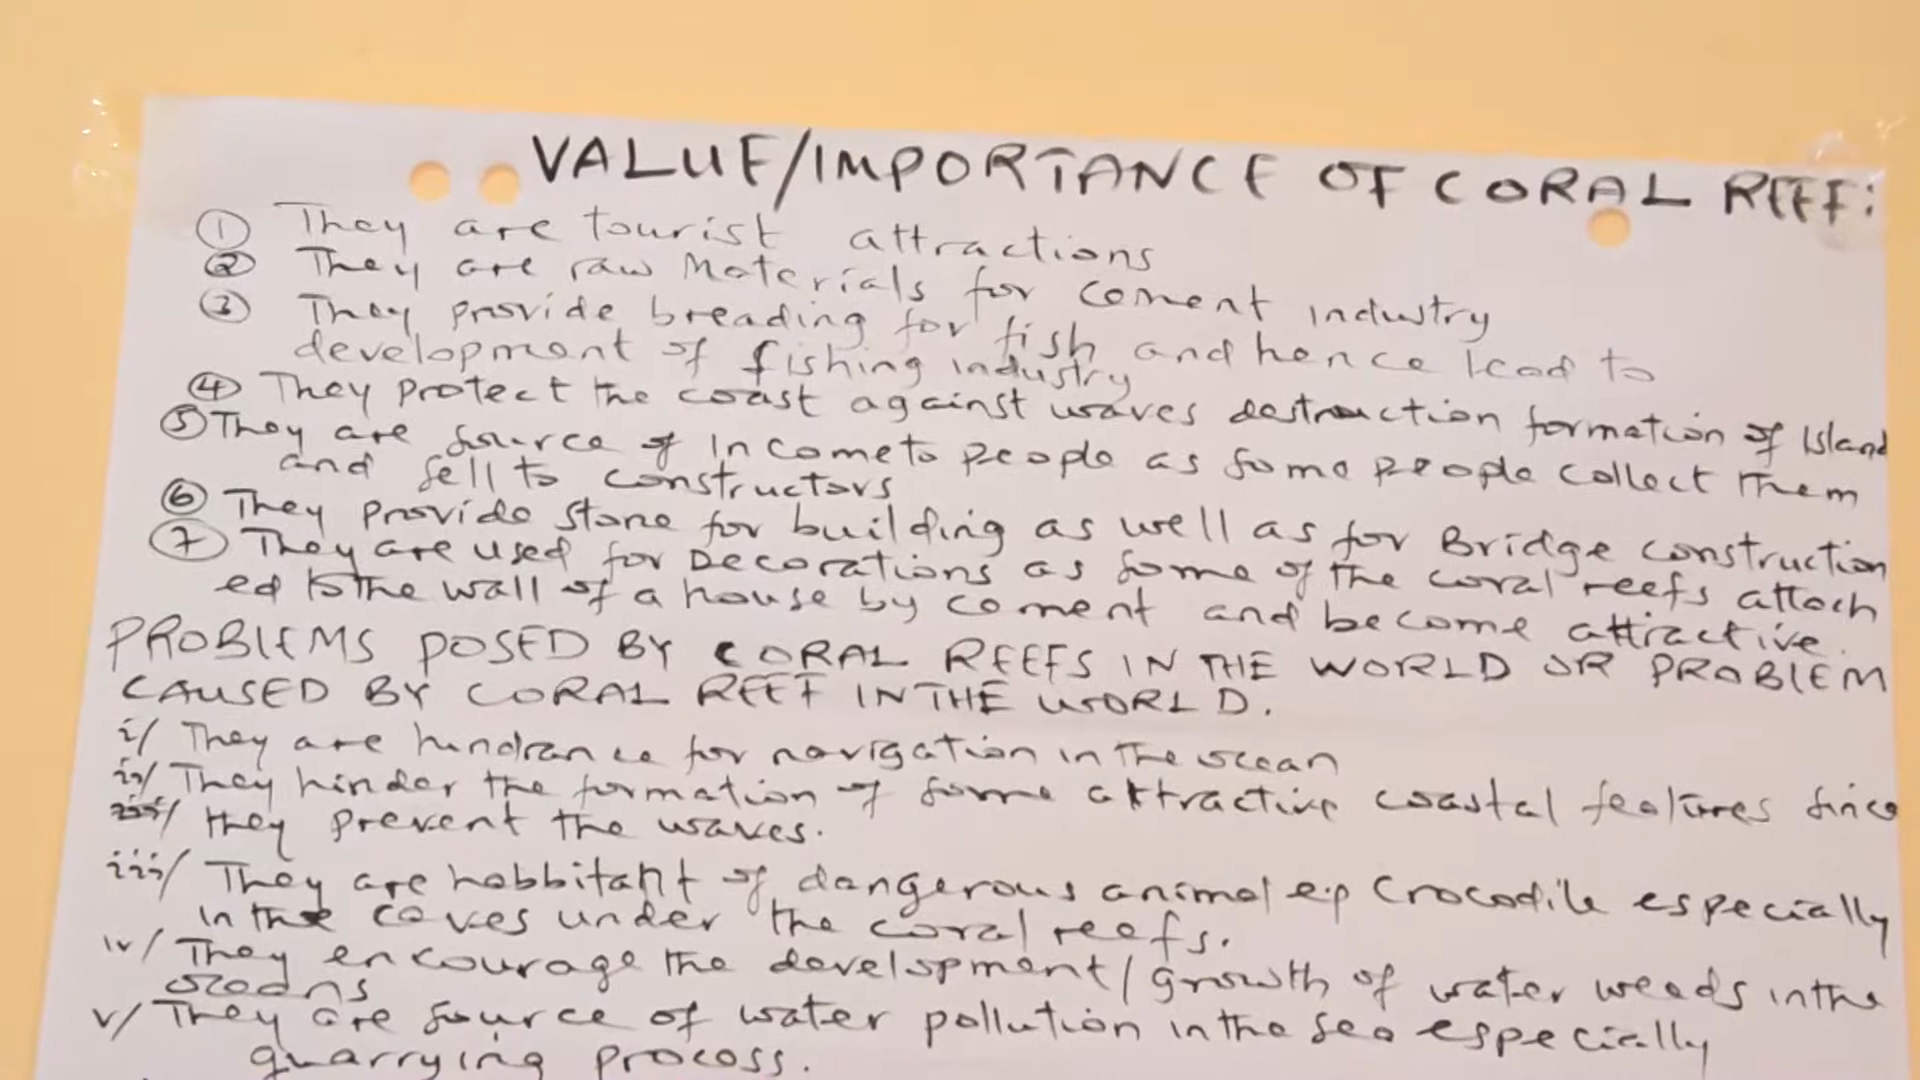 VALUE/IMPORTANCE OF CORAL REEF:
① They are tourist attractions
② They are raw Materials for cement industry
③ They provide breading for fish and hence lead to
development of fishing industry
④ They protect the coast against waves destruction formation of Island
⑤ They are source of Income to people as some people collect them
and sell to constructors
⑥ They provide stone for building as well as for Bridge construction
⑦ They are used for Decorations as some of the coral reefs attach
ed to the wall of a house by cement and become attractive.
PROBLEMS POSED BY CORAL REEFS IN THE WORLD OR PROBLEM
CAUSED BY CORAL REEF IN THE WORLD.
i/ They are hindrance for navigation in the ocean
ii/ They hinder the formation of some attractive coastal features since
they prevent the waves.
iii/ They are habbitant of dangerous animal e.p Crocodile especially
in the caves under the coral reefs.
iv/ They encourage the development/growth of water weeds in the
oceans
v/ They are source of water pollution in the sea especially
quarrying process.